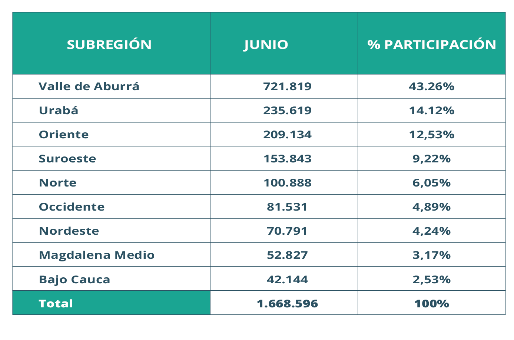 SUBREGIÓN JUNIO % PARTICIPACIÓN
Valle de Aburrá 721.819 43.26%
Urabá 235.619 14.12%
Oriente 209.134 12,53%
Suroeste 153.843 9,22%
Norte 100.888 6,05%
Occidente 81.531 4,89%
Nordeste 70.791 4,24%
Magdalena Medio 52.827 3,17%
Bajo Cauca 42.144 2,53%
Total 1.668.596 100%